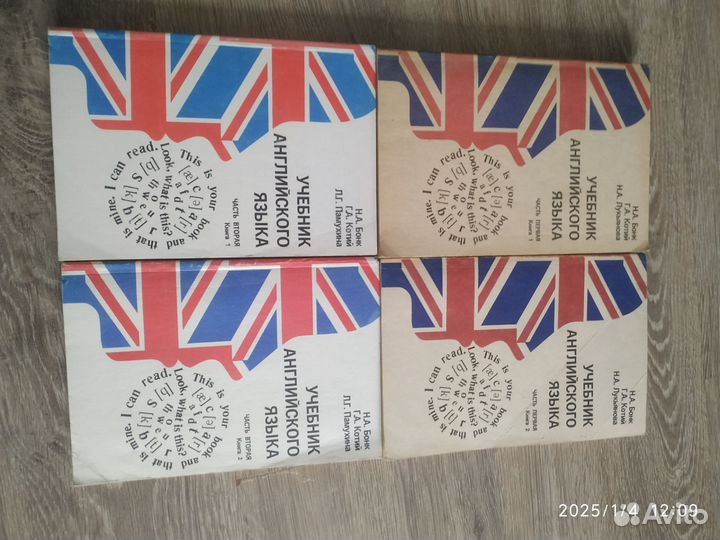 Н.А. Бонк
Г.А. Котий
Л.Г. Памухина
УЧЕБНИК
АНГЛИЙСКОГО
ЯЗЫКА
ЧАСТЬ ВТОРАЯ
Книга 1
This is your book and that is mine. I can read.
Look, what is this?
Н.А. Бонк
Г.А. Котий
Н.А. Лукьянова
УЧЕБНИК
АНГЛИЙСКОГО
ЯЗЫКА
ЧАСТЬ ПЕРВАЯ
Книга 1
This is your book and that is mine. I can read.
Look, what is this?
Н.А. Бонк
Г.А. Котий
Л.Г. Памухина
УЧЕБНИК
АНГЛИЙСКОГО
ЯЗЫКА
ЧАСТЬ ВТОРАЯ
Книга 2
This is your book and that is mine. I can read.
Look, what is this?
Н.А. Бонк
Г.А. Котий
Н.А. Лукьянова
УЧЕБНИК
АНГЛИЙСКОГО
ЯЗЫКА
ЧАСТЬ ПЕРВАЯ
Книга 2
This is your book and that is mine. I can read.
Look, what is this?
2025/1/4 12:09
Avito